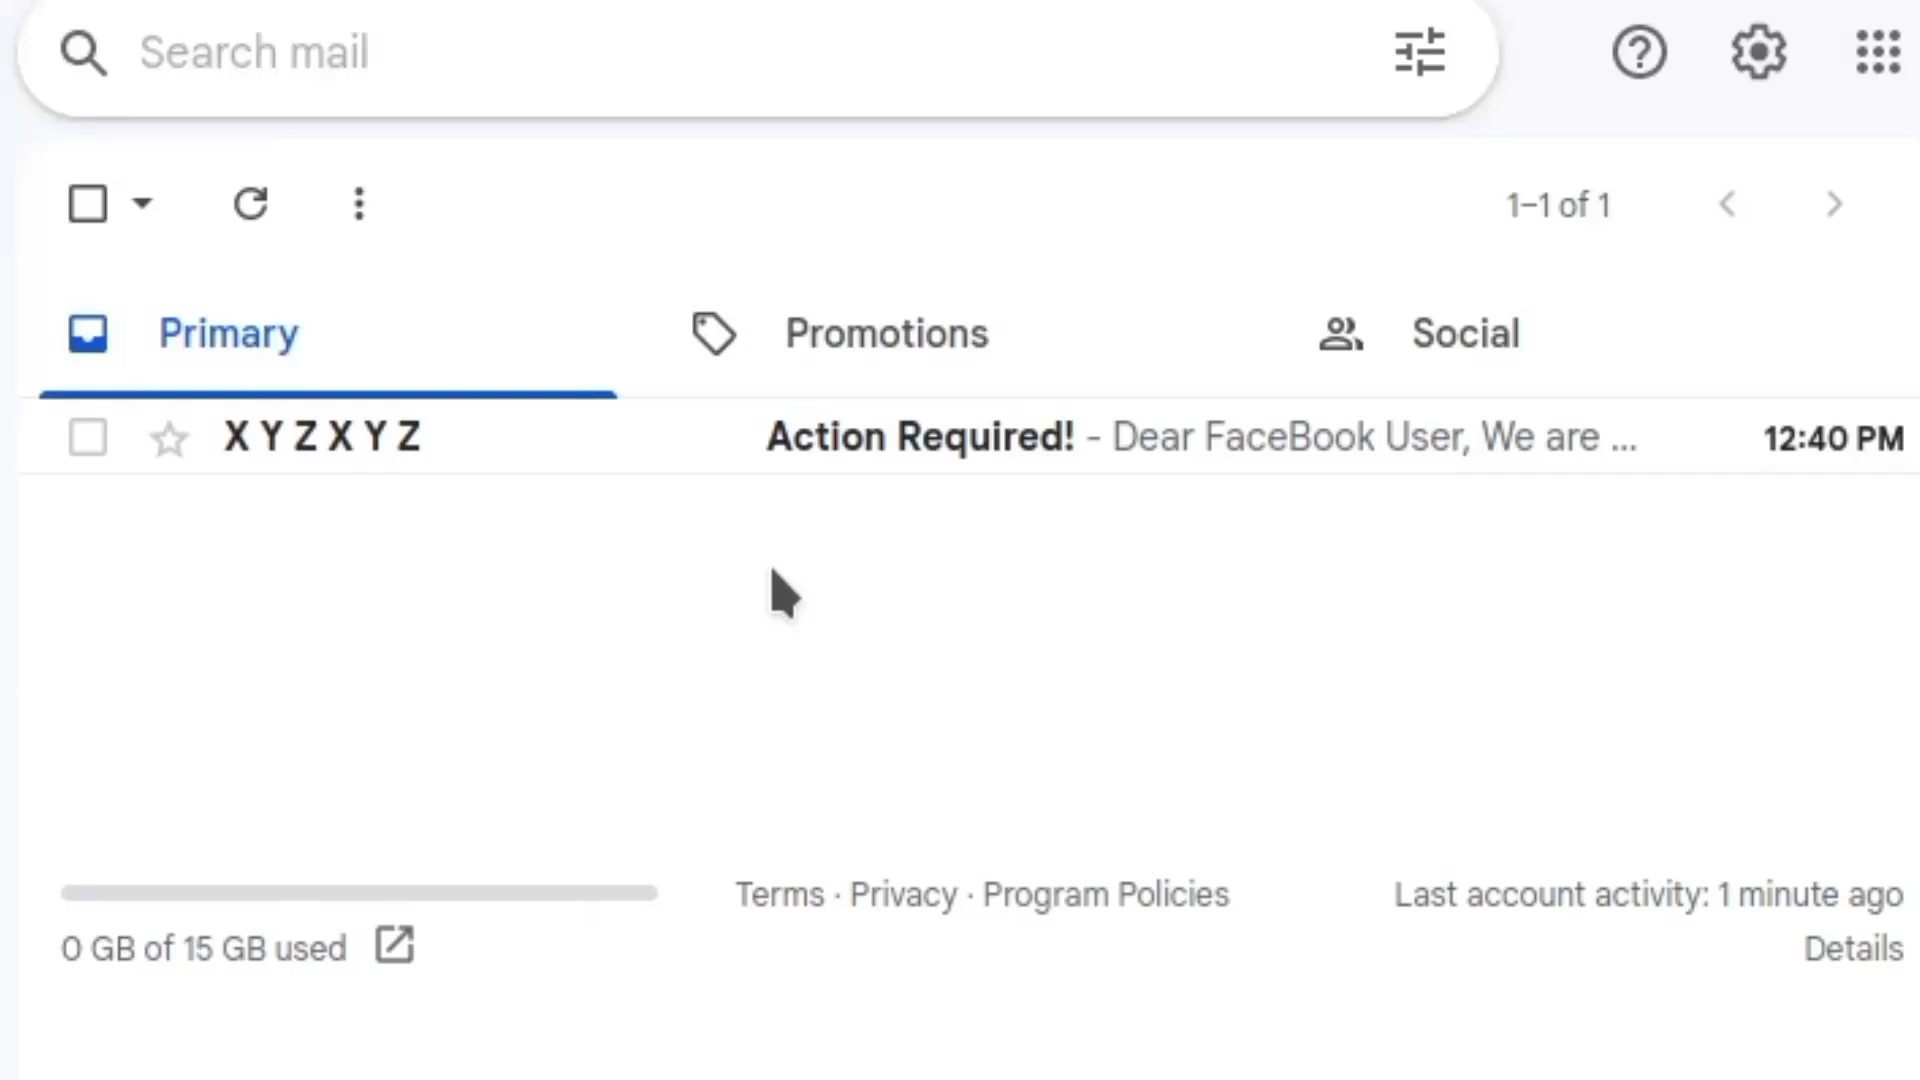 Search mail
1–1 of 1
Primary Promotions Social
X Y Z X Y Z Action Required! - Dear FaceBook User, We are ... 12:40 PM
Terms · Privacy · Program Policies Last account activity: 1 minute ago
0 GB of 15 GB used Details